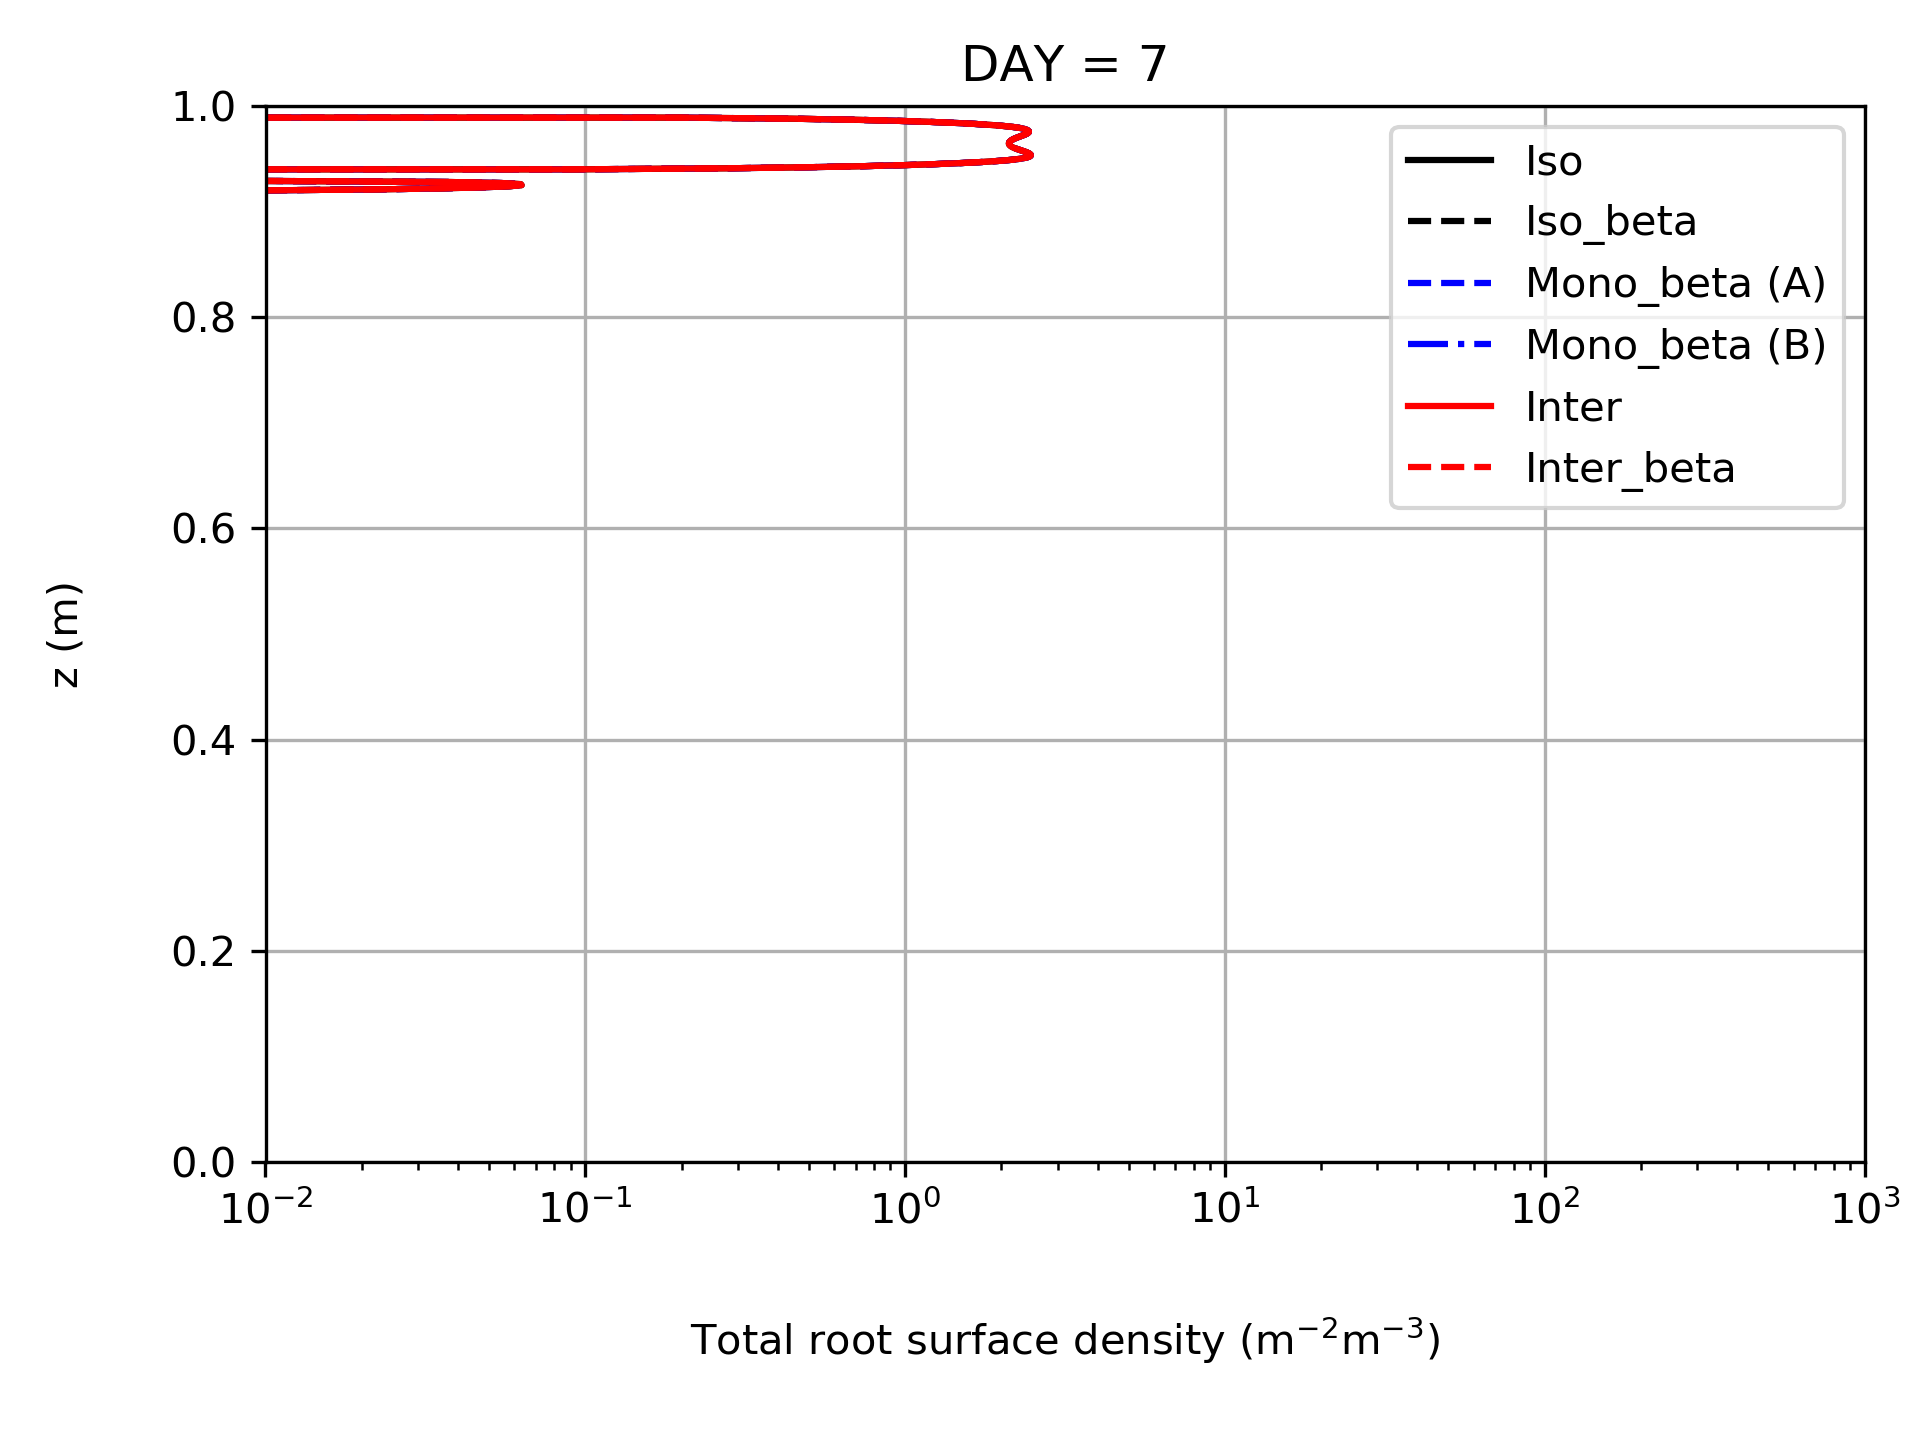 DAY = 7
1.0
0.8
0.6
0.4
0.2
0.0
z (m)
Iso
Iso_beta
Mono_beta (A)
Mono_beta (B)
Inter
Inter_beta
10⁻² 10⁻¹ 10⁰ 10¹ 10² 10³
Total root surface density (m⁻²m⁻³)